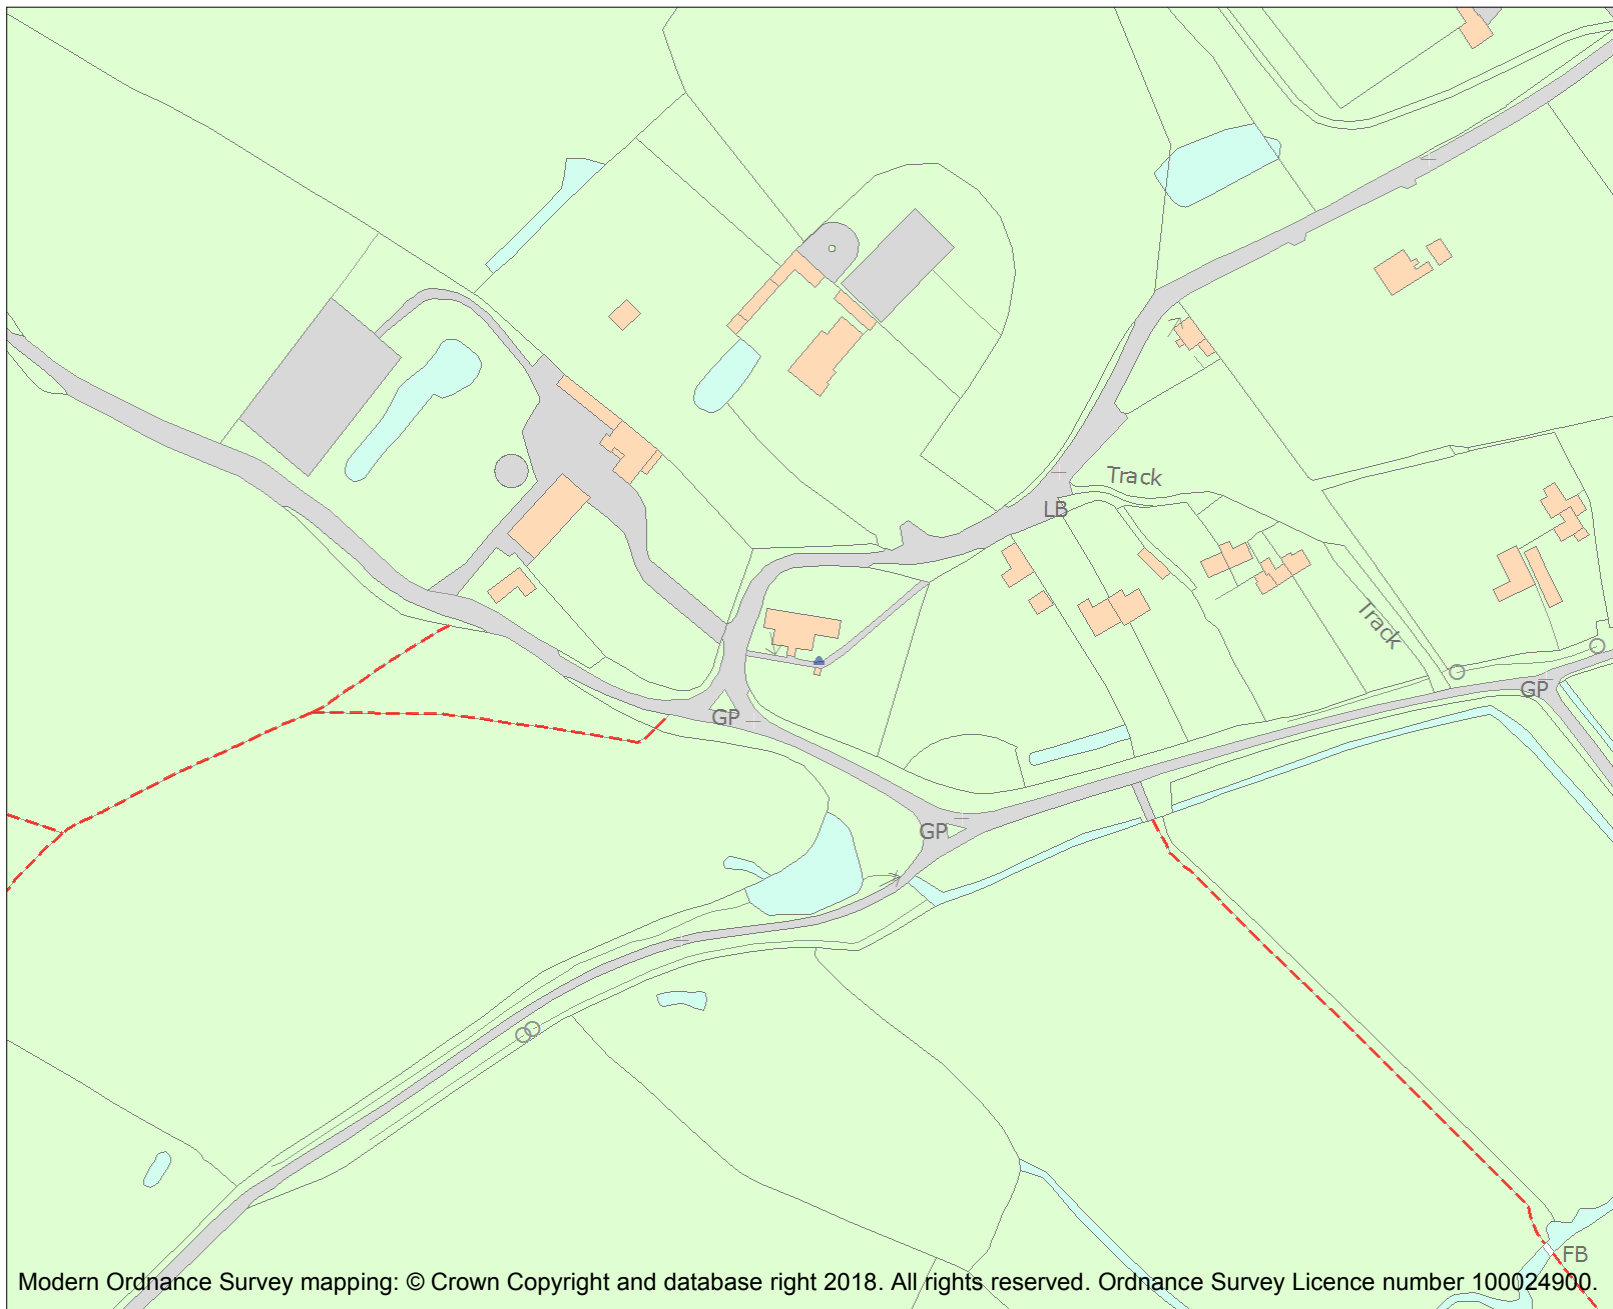 Track
LB
Track
GP
GP
GP
FB
Modern Ordnance Survey mapping: © Crown Copyright and database right 2018. All rights reserved. Ordnance Survey Licence number 100024900.